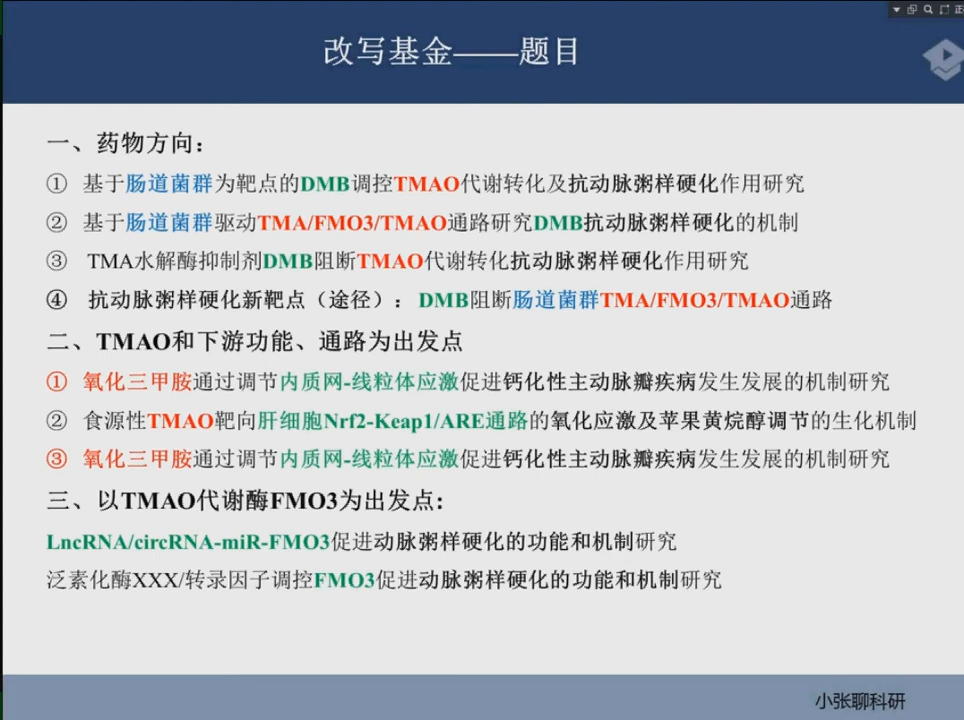 改写基金——题目
一、药物方向：
① 基于肠道菌群为靶点的DMB调控TMAO代谢转化及抗动脉粥样硬化作用研究
② 基于肠道菌群驱动TMA/FMO3/TMAO通路研究DMB抗动脉粥样硬化的机制
③ TMA水解酶抑制剂DMB阻断TMAO代谢转化抗动脉粥样硬化作用研究
④ 抗动脉粥样硬化新靶点（途径）：DMB阻断肠道菌群TMA/FMO3/TMAO通路
二、TMAO和下游功能、通路为出发点
① 氧化三甲胺通过调节内质网-线粒体应激促进钙化性主动脉瓣疾病发生发展的机制研究
② 食源性TMAO靶向肝细胞Nrf2-Keap1/ARE通路的氧化应激及苹果黄烷醇调节的生化机制
③ 氧化三甲胺通过调节内质网-线粒体应激促进钙化性主动脉瓣疾病发生发展的机制研究
三、以TMAO代谢酶FMO3为出发点：
LncRNA/circRNA-miR-FMO3促进动脉粥样硬化的功能和机制研究
泛素化酶XXX/转录因子调控FMO3促进动脉粥样硬化的功能和机制研究
小张聊科研